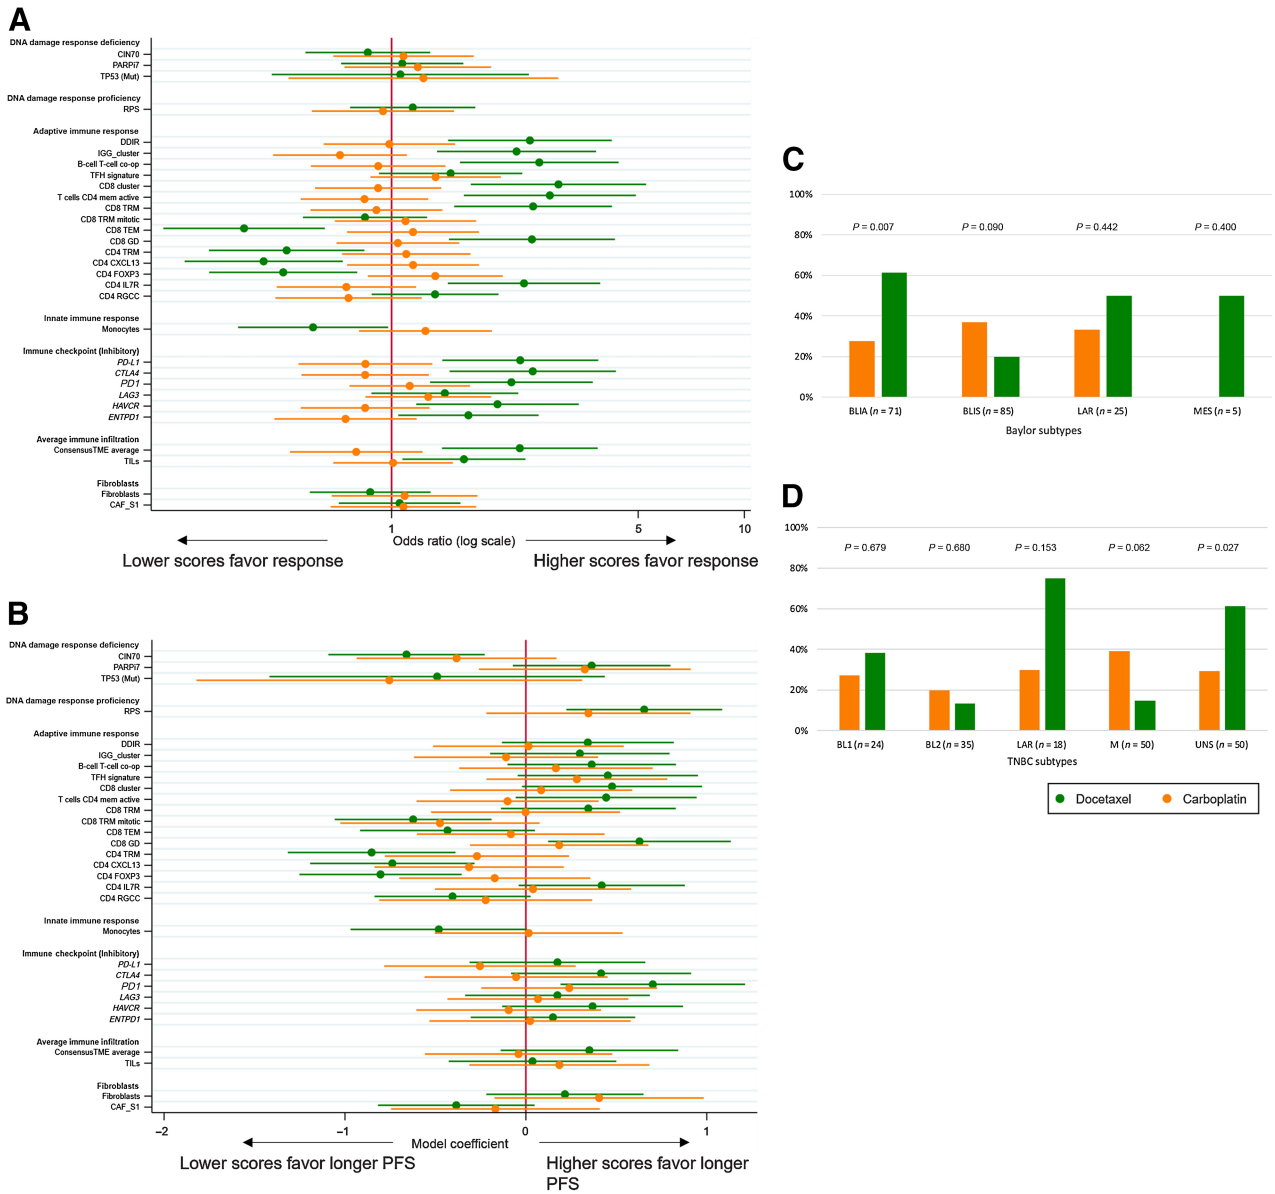 A
DNA damage response deficiency
CIN70
PARPi7
TP53 (Mut)
DNA damage response proficiency
RPS
Adaptive immune response
DDIR
IGG_cluster
B-cell T-cell co-op
TFH signature
CD8 cluster
T cells CD4 mem active
CD8 TRM
CD8 TRM mitotic
CD8 TEM
CD8 GD
CD4 TRM
CD4 CXCL13
CD4 FOXP3
CD4 IL7R
CD4 RGCC
Innate immune response
Monocytes
Immune checkpoint (Inhibitory)
PD-L1
CTLA4
PD1
LAG3
HAVCR
ENTPD1
Average immune infiltration
ConsensusTME average
TILs
Fibroblasts
Fibroblasts
CAF_S1
1 5 10
Odds ratio (log scale)
Lower scores favor response Higher scores favor response
B
DNA damage response deficiency
CIN70
PARPi7
TP53 (Mut)
DNA damage response proficiency
RPS
Adaptive immune response
DDIR
IGG_cluster
B-cell T-cell co-op
TFH signature
CD8 cluster
T cells CD4 mem active
CD8 TRM
CD8 TRM mitotic
CD8 TEM
CD8 GD
CD4 TRM
CD4 CXCL13
CD4 FOXP3
CD4 IL7R
CD4 RGCC
Innate immune response
Monocytes
Immune checkpoint (Inhibitory)
PD-L1
CTLA4
PD1
LAG3
HAVCR
ENTPD1
Average immune infiltration
ConsensusTME average
TILs
Fibroblasts
Fibroblasts
CAF_S1
−2 −1 0 1
Model coefficient
Lower scores favor longer PFS Higher scores favor longer
PFS
C
100%
P = 0.007 P = 0.090 P = 0.442 P = 0.400
80%
60%
40%
20%
0%
BLIA (n = 71) BLIS (n = 85) LAR (n = 25) MES (n = 5)
Baylor subtypes
D
100%
P = 0.679 P = 0.680 P = 0.153 P = 0.062 P = 0.027
80%
60%
40%
20%
0%
BL1 (n = 24) BL2 (n = 35) LAR (n = 18) M (n = 50) UNS (n = 50)
TNBC subtypes
Docetaxel Carboplatin